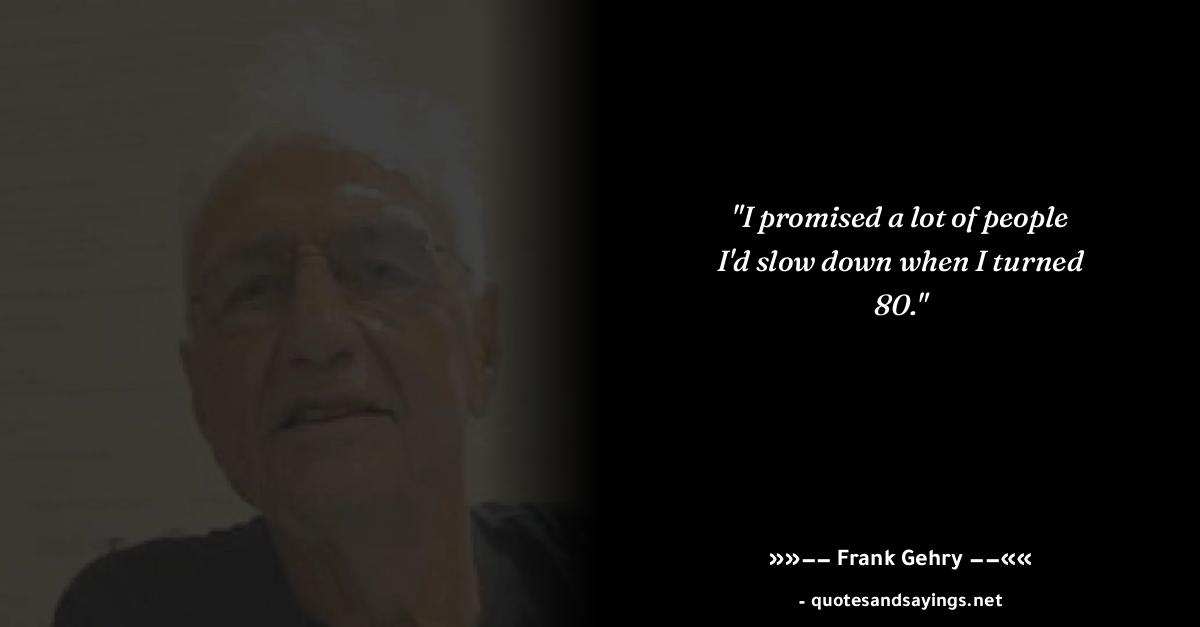 "I promised a lot of people
I'd slow down when I turned
80."
»»−− Frank Gehry −−««
- quotesandsayings.net